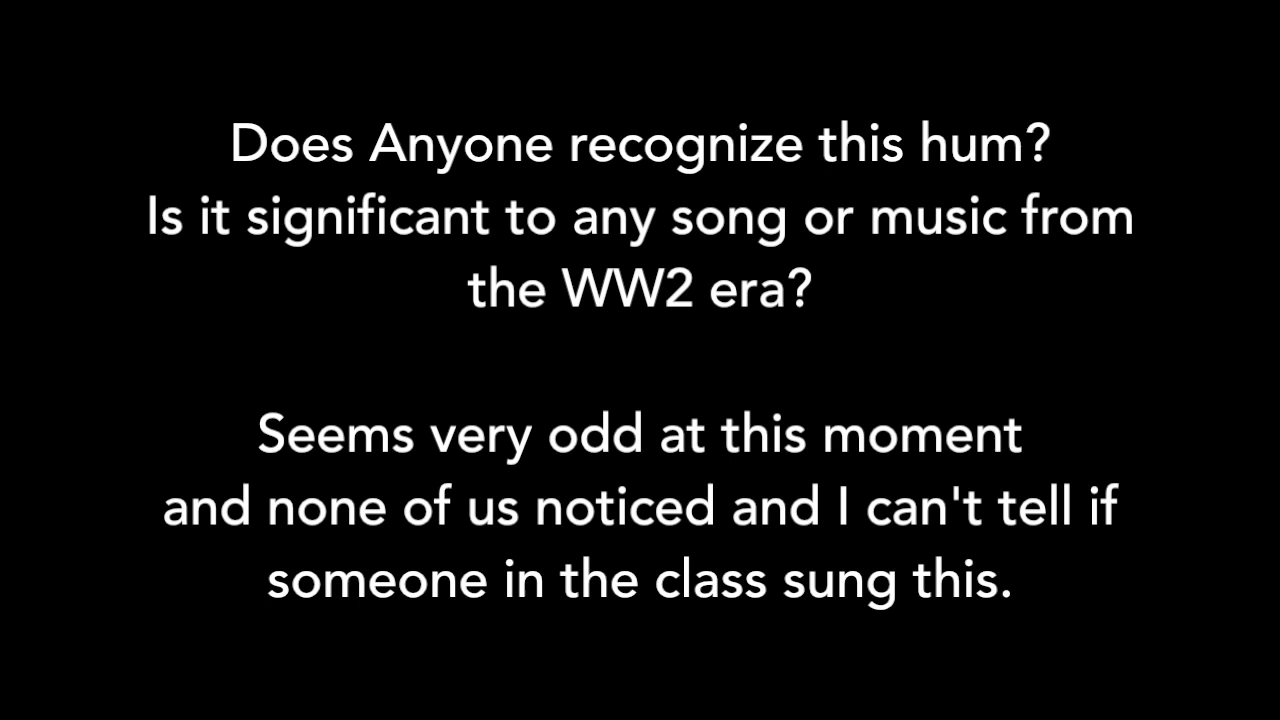 Does Anyone recognize this hum?
Is it significant to any song or music from
the WW2 era?
Seems very odd at this moment
and none of us noticed and I can't tell if
someone in the class sung this.